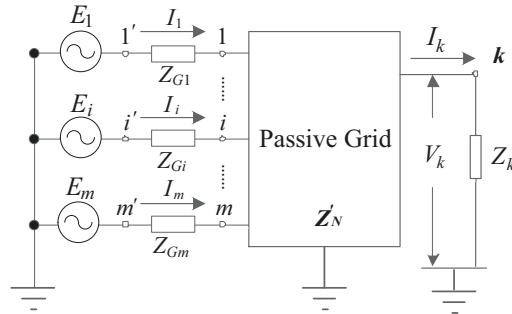 E1 I1 1' 1 ZG1
Ei Ii i' i ZGi
Em Im m' m ZGm
Passive Grid
Z'N
Ik k
Vk Zk